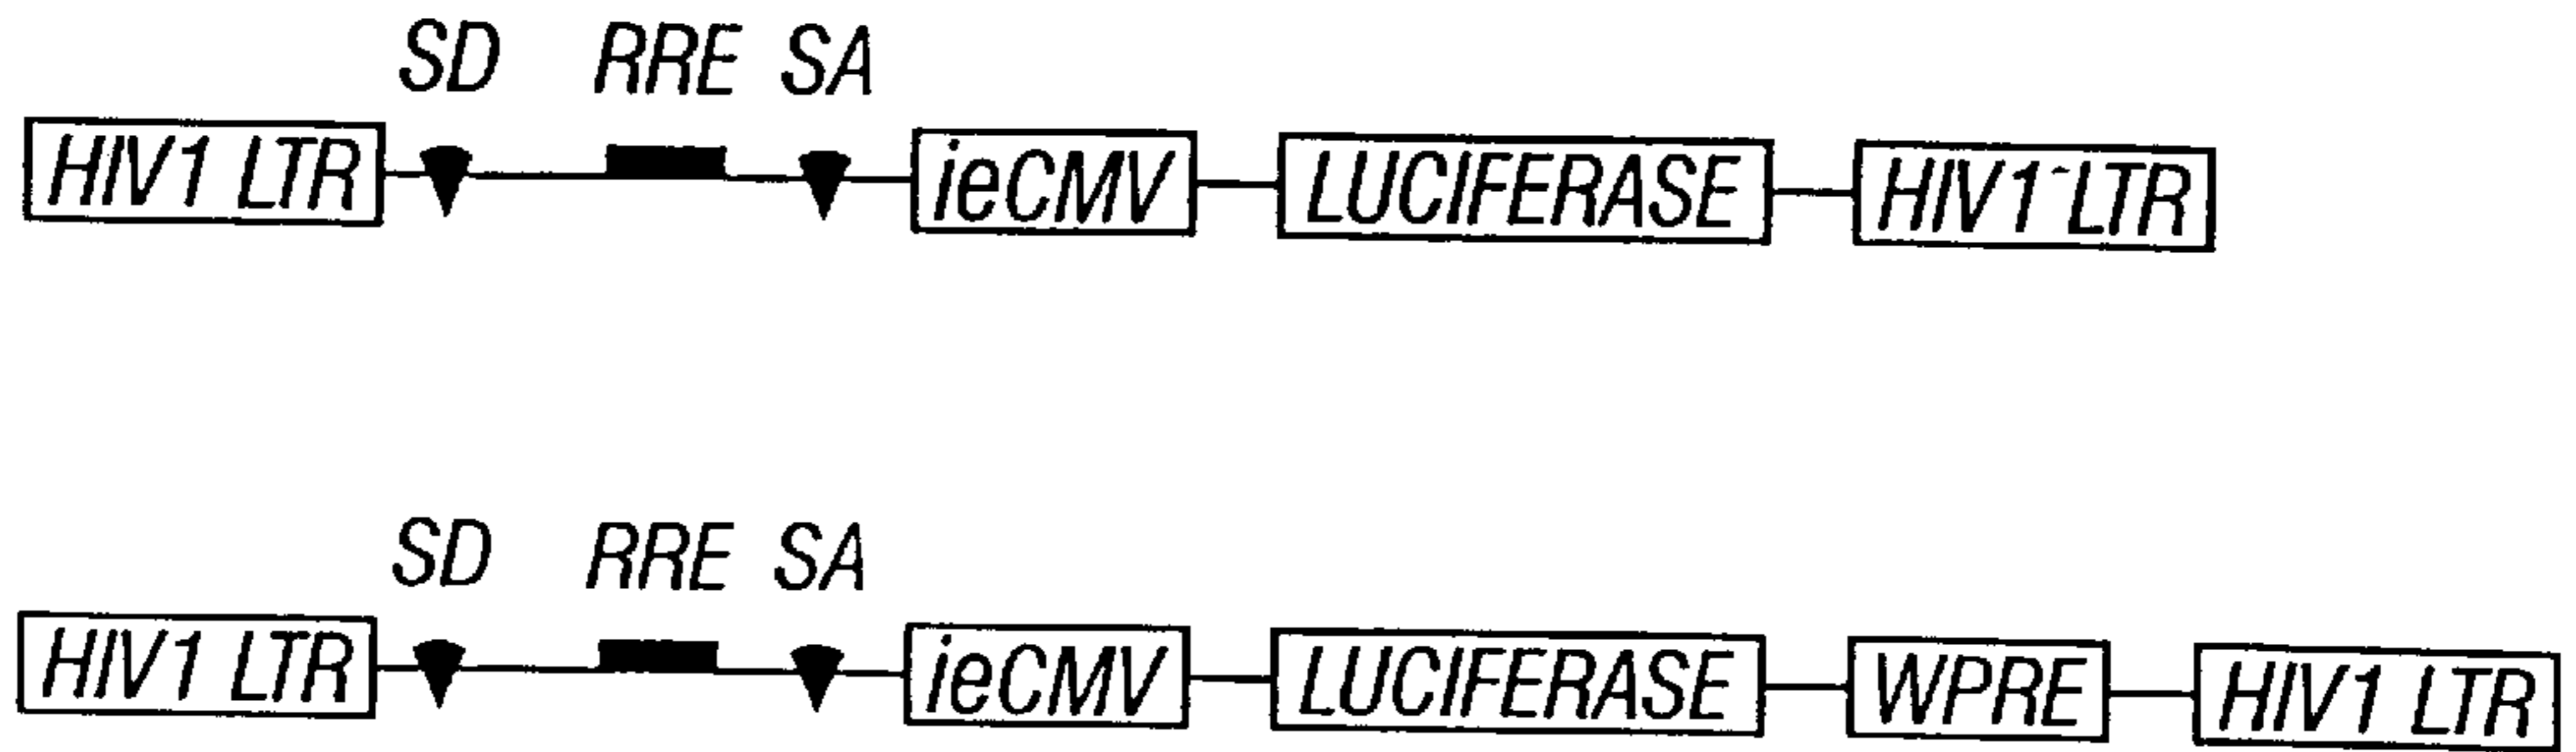 SD RRE SA
HIV1 LTR ieCMV LUCIFERASE HIV1 LTR
SD RRE SA
HIV1 LTR ieCMV LUCIFERASE WPRE HIV1 LTR